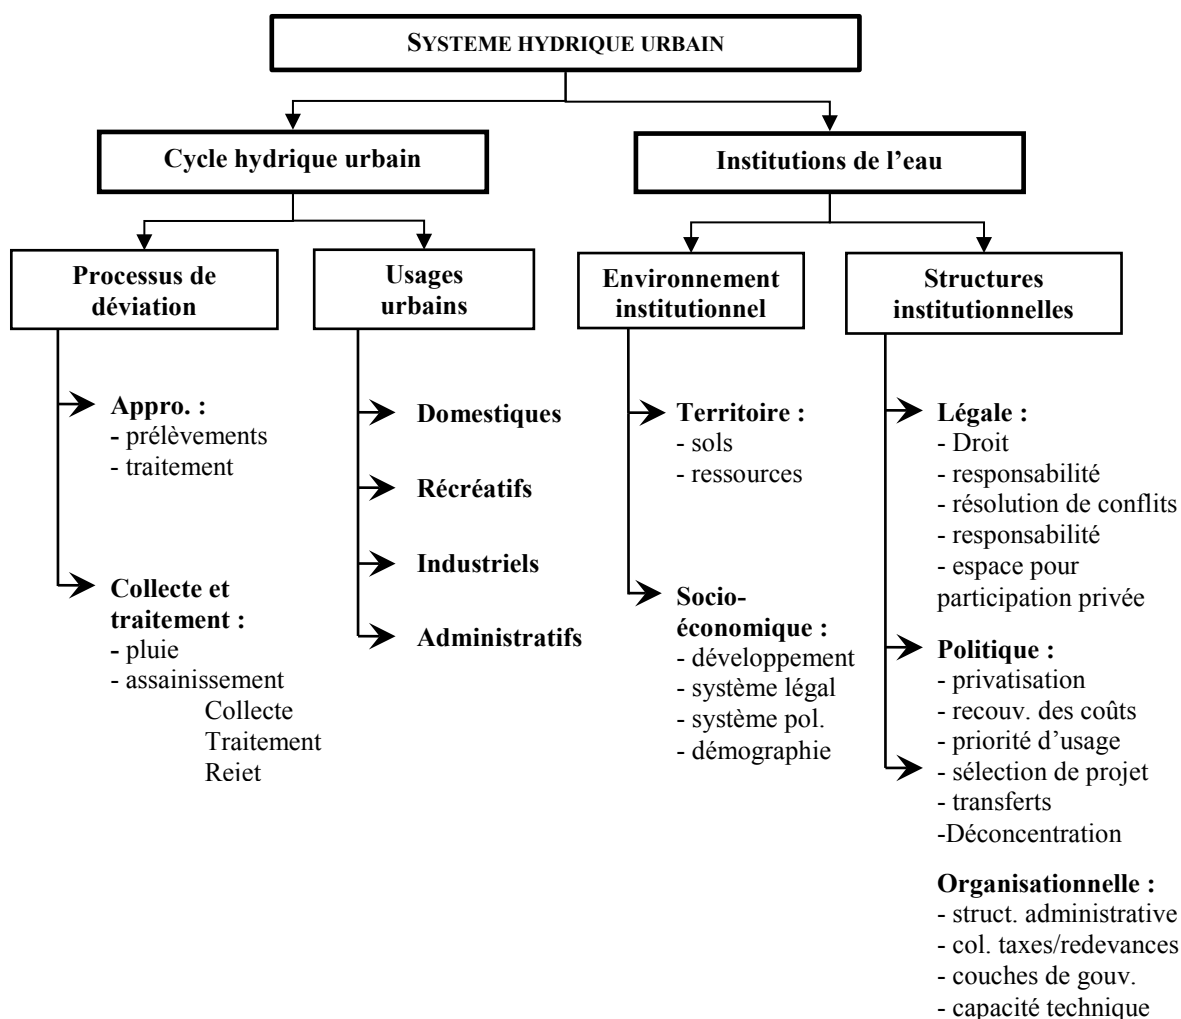 SYSTEME HYDRIQUE URBAIN
Cycle hydrique urbain
Institutions de l’eau
Processus de
déviation
Usages
urbains
Environnement
institutionnel
Structures
institutionnelles
Appro. :
- prélèvements
- traitement
Collecte et
traitement :
- pluie
- assainissement
Collecte
Traitement
Rejet
Domestiques
Récréatifs
Industriels
Administratifs
Territoire :
- sols
- ressources
Socio-
économique :
- développement
- système légal
- système pol.
- démographie
Légale :
- Droit
- responsabilité
- résolution de conflits
- responsabilité
- espace pour
participation privée
Politique :
- privatisation
- recouv. des coûts
- priorité d’usage
- sélection de projet
- transferts
-Déconcentration
Organisationnelle :
- struct. administrative
- col. taxes/redevances
- couches de gouv.
- capacité technique